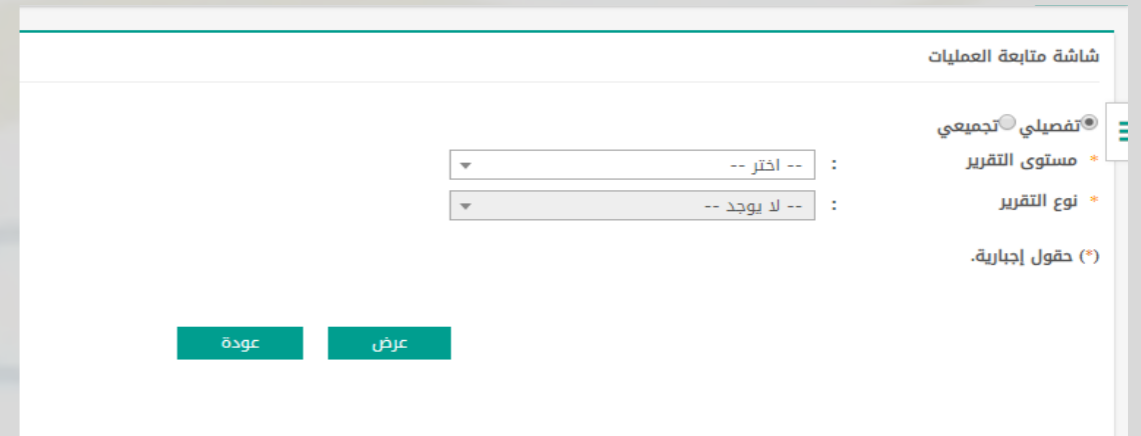 شاشة متابعة العمليات
تفصيلي تجميعي
* مستوى التقرير : -- اختر --
* نوع التقرير : -- لا يوجد --
(*) حقول إجبارية.
عرض عودة